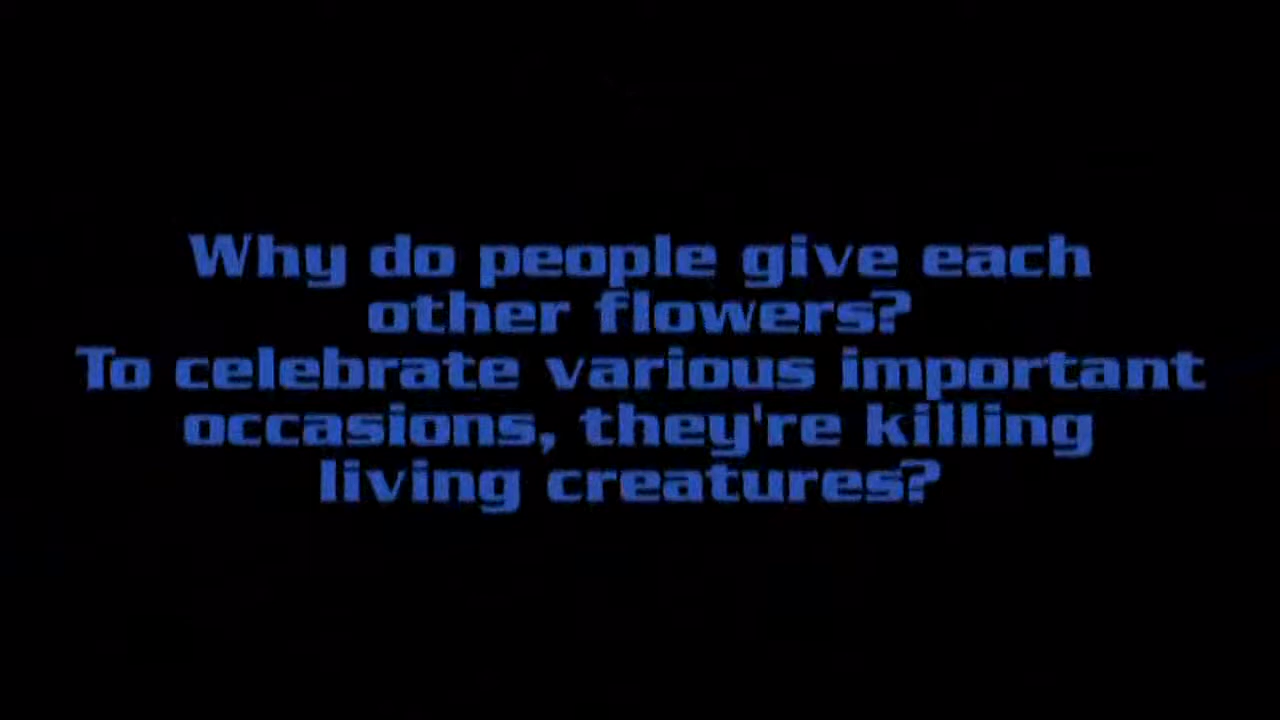 Why do people give each
other flowers?
To celebrate various important
occasions, they're killing
living creatures?